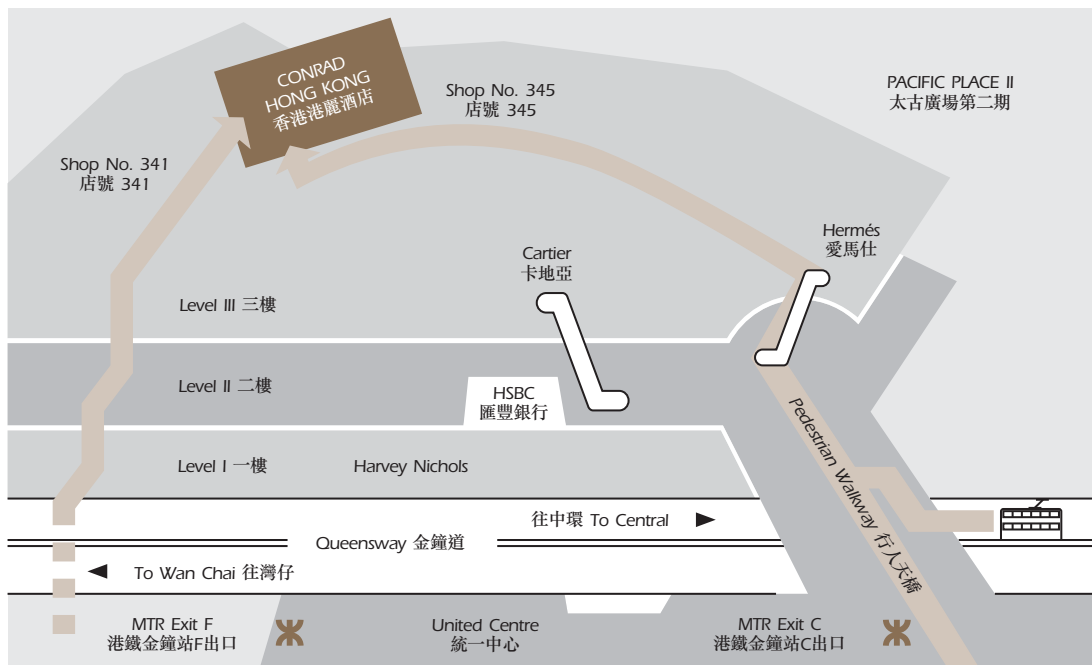 CONRAD
HONG KONG
香港港麗酒店
Shop No. 345
店號 345
PACIFIC PLACE II
太古廣場第二期
Shop No. 341
店號 341
Hermés
愛馬仕
Cartier
卡地亞
Level III 三樓
Level II 二樓
HSBC
匯豐銀行
Pedestrian Walkway 行人天橋
Level I 一樓
Harvey Nichols
往中環 To Central
Queensway 金鐘道
To Wan Chai 往灣仔
MTR Exit F
港鐵金鐘站F出口
United Centre
統一中心
MTR Exit C
港鐵金鐘站C出口